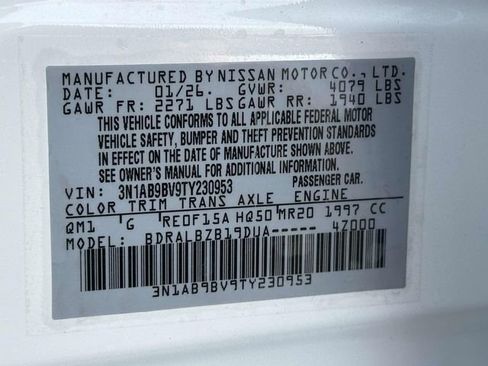 MANUFACTURED BY NISSAN MOTOR CO., LTD.
DATE: 01/26. GVWR: 4079 LBS
GAWR FR: 2271 LBS GAWR RR: 1940 LBS
THIS VEHICLE CONFORMS TO ALL APPLICABLE FEDERAL MOTOR
VEHICLE SAFETY, BUMPER AND THEFT PREVENTION STANDARDS
IN EFFECT ON THE DATE OF MANUFACTURE SHOWN ABOVE.
SEE OWNER'S MANUAL FOR ADDITIONAL INFORMATION.
VIN: 3N1AB9BV9TY230953 PASSENGER CAR.
COLOR TRIM TRANS AXLE ENGINE
QM1 G RE0F15A HQ50 MR20 1997 CC
MODEL: BDRALBZB19DUA----- 4Z000
3N1AB9BV9TY230953